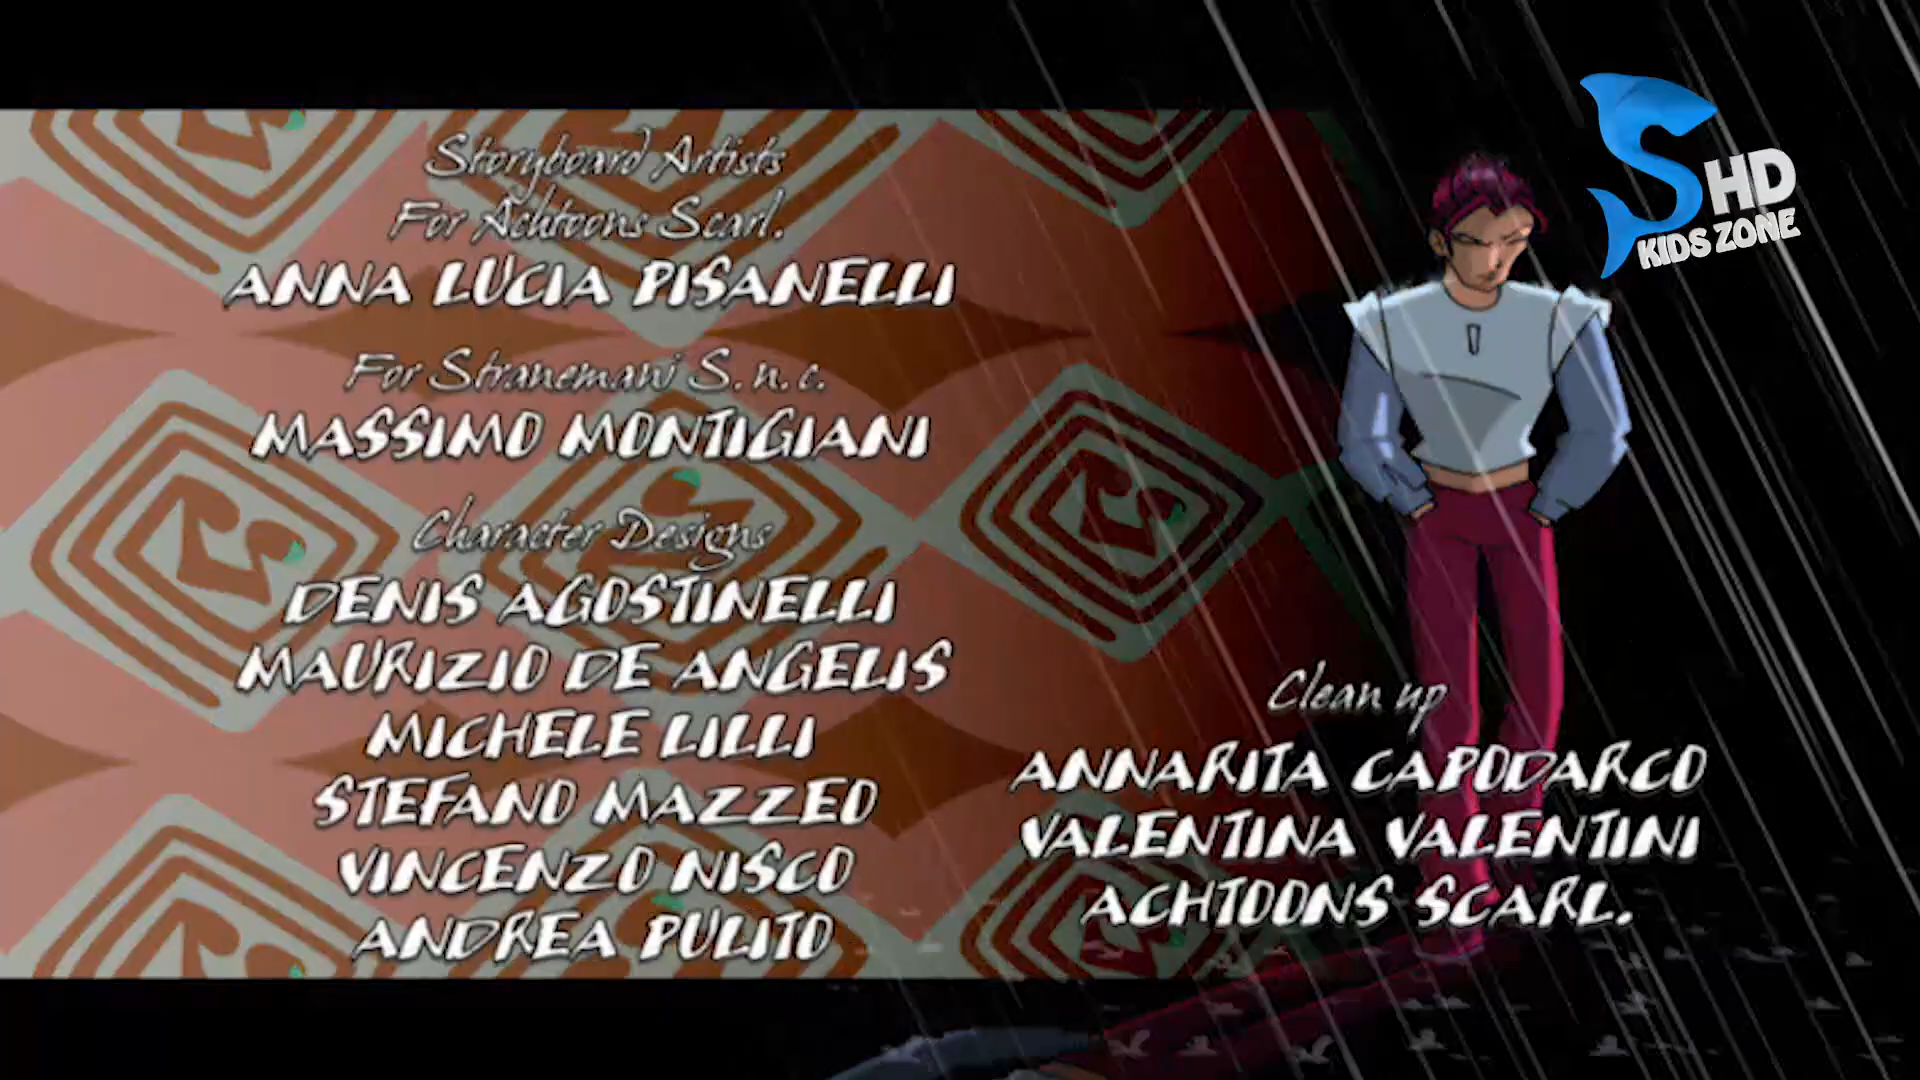 Storyboard Artists
For Achtoons Scarl.
ANNA LUCIA PISANELLI
For Stranemani S.n.c.
MASSIMO MONTIGIANI
Character Designs
DENIS AGOSTINELLI
MAURIZIO DE ANGELIS
MICHELE LILLI
STEFANO MAZZEO
VINCENZO NISCO
ANDREA PULITO
Clean up
ANNARITA CAPODARCO
VALENTINA VALENTINI
ACHTOONS SCARL.
S HD
KIDS ZONE